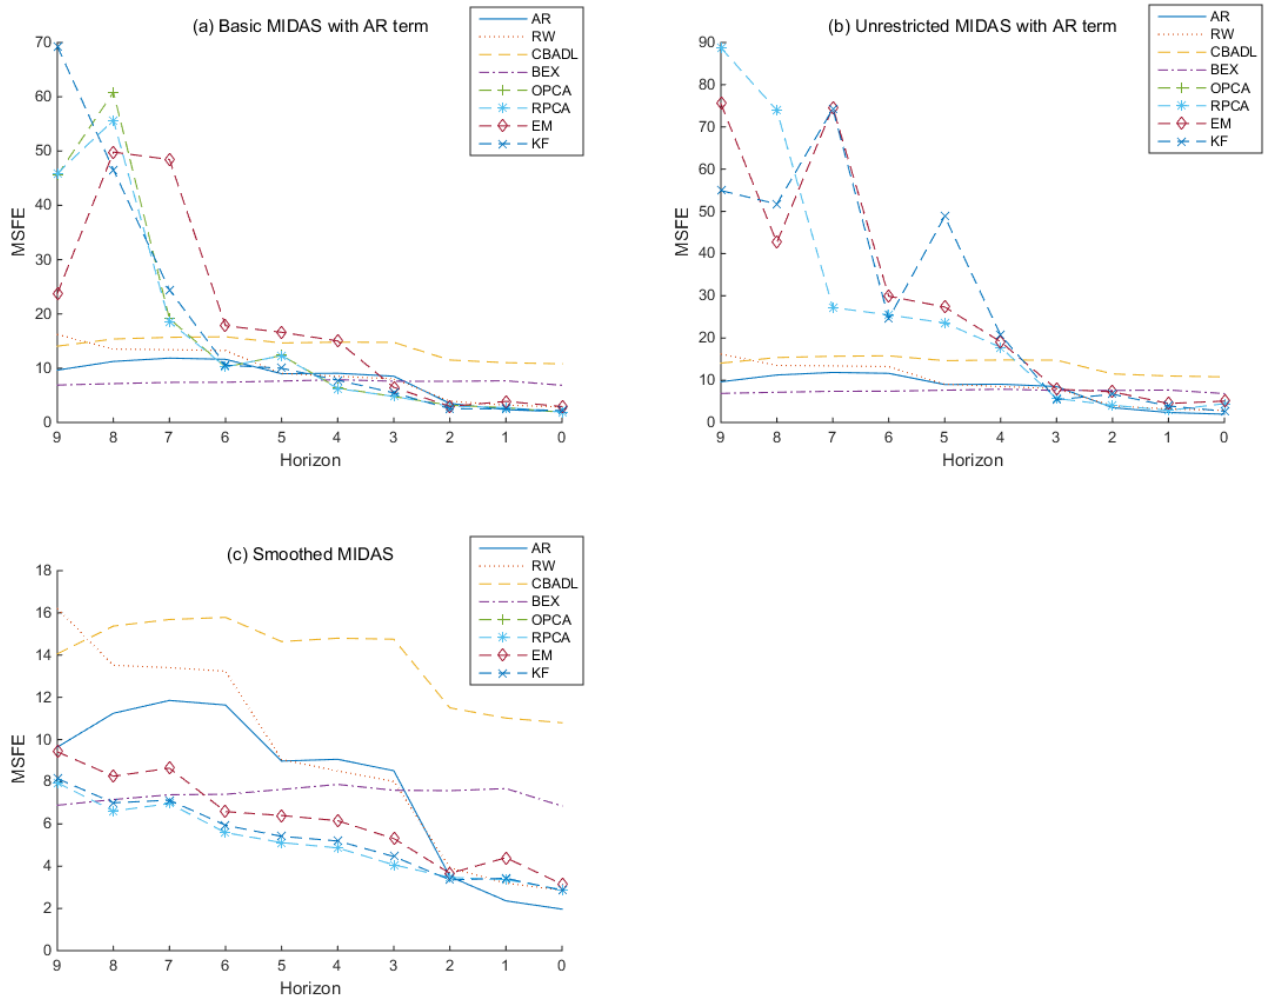 (a) Basic MIDAS with AR term
AR
RW
CBADL
BEX
OPCA
RPCA
EM
KF
70
60
50
40
30
20
10
0
MSFE
9 8 7 6 5 4 3 2 1 0
Horizon
(b) Unrestricted MIDAS with AR term
AR
RW
CBADL
BEX
OPCA
RPCA
EM
KF
90
80
70
60
50
40
30
20
10
0
MSFE
9 8 7 6 5 4 3 2 1 0
Horizon
(c) Smoothed MIDAS
AR
RW
CBADL
BEX
OPCA
RPCA
EM
KF
18
16
14
12
10
8
6
4
2
0
MSFE
9 8 7 6 5 4 3 2 1 0
Horizon